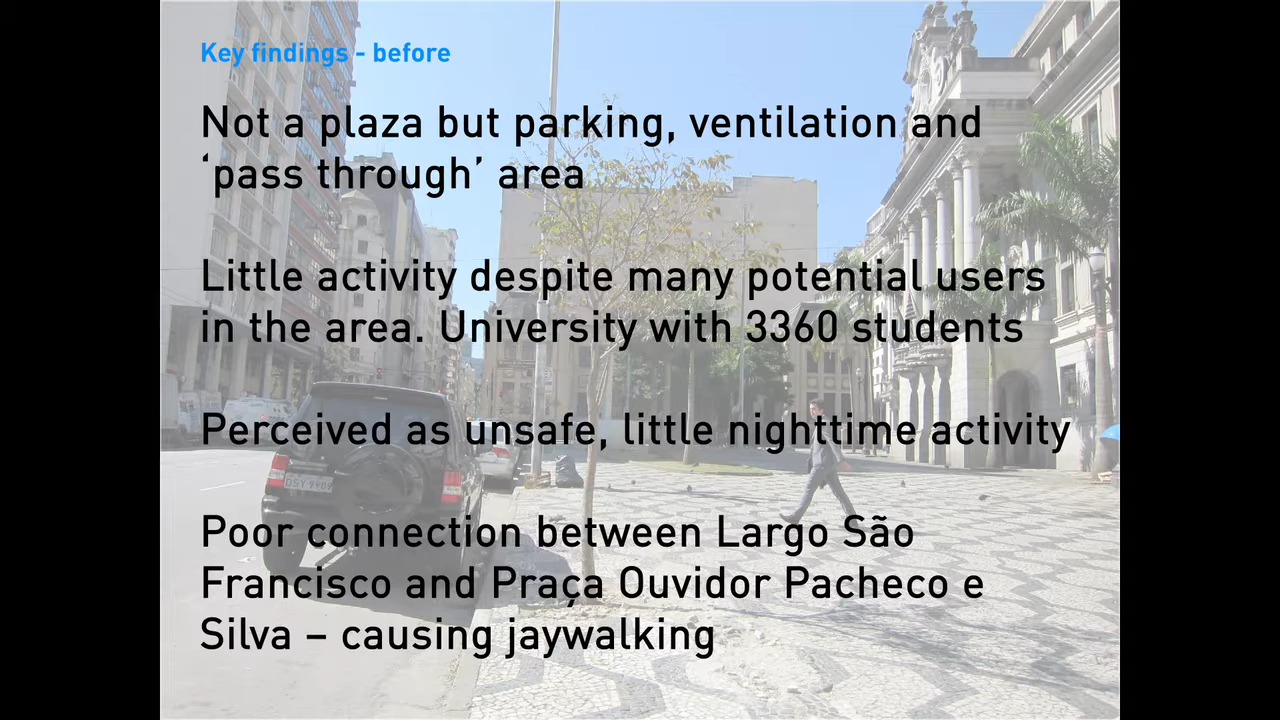 Key findings - before
Not a plaza but parking, ventilation and
‘pass through’ area
Little activity despite many potential users
in the area. University with 3360 students
Perceived as unsafe, little nighttime activity
Poor connection between Largo São
Francisco and Praça Ouvidor Pacheco e
Silva – causing jaywalking